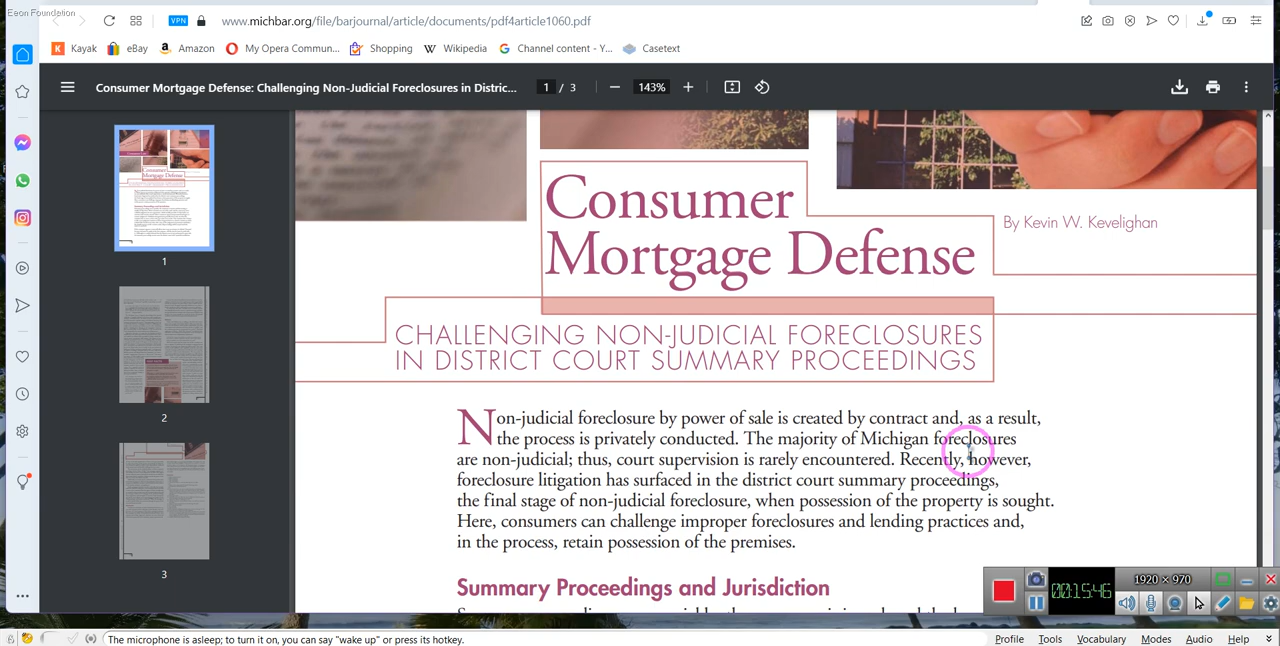 Eeon Foundation
VPN
www.michbar.org/file/barjournal/article/documents/pdf4article1060.pdf
Kayak
eBay
Amazon
My Opera Commun...
Shopping
Wikipedia
Channel content - Y...
Casetext
Consumer Mortgage Defense: Challenging Non-Judicial Foreclosures in Distric...
1 / 3
143%
1
2
3
Consumer
Mortgage Defense
By Kevin W. Kevelighan
CHALLENGING NON-JUDICIAL FORECLOSURES
IN DISTRICT COURT SUMMARY PROCEEDINGS
Non-judicial foreclosure by power of sale is created by contract and, as a result,
the process is privately conducted. The majority of Michigan foreclosures
are non-judicial; thus, court supervision is rarely encountered. Recently, however,
foreclosure litigation has surfaced in the district court summary proceedings,
the final stage of non-judicial foreclosure, when possession of the property is sought.
Here, consumers can challenge improper foreclosures and lending practices and,
in the process, retain possession of the premises.
Summary Proceedings and Jurisdiction
00:15:46
1920 × 970
The microphone is asleep; to turn it on, you can say "wake up" or press its hotkey.
Profile
Tools
Vocabulary
Modes
Audio
Help